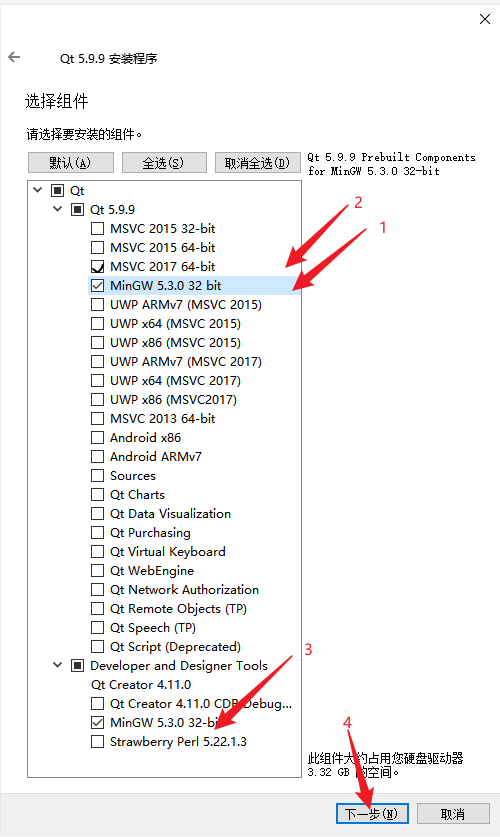 Qt 5.9.9 安装程序
选择组件
请选择要安装的组件。
默认(A)
全选(S)
取消全选(D)
Qt 5.9.9 Prebuilt Components
for MinGW 5.3.0 32-bit
Qt
Qt 5.9.9
MSVC 2015 32-bit
2
MSVC 2015 64-bit
1
MSVC 2017 64-bit
MinGW 5.3.0 32 bit
UWP ARMv7 (MSVC 2015)
UWP x64 (MSVC 2015)
UWP x86 (MSVC 2015)
UWP ARMv7 (MSVC 2017)
UWP x64 (MSVC 2017)
UWP x86 (MSVC2017)
MSVC 2013 64-bit
Android x86
Android ARMv7
Sources
Qt Charts
Qt Data Visualization
Qt Purchasing
Qt Virtual Keyboard
Qt WebEngine
Qt Network Authorization
Qt Remote Objects (TP)
Qt Speech (TP)
Qt Script (Deprecated)
3
Developer and Designer Tools
Qt Creator 4.11.0
Qt Creator 4.11.0 CDB Debug...
MinGW 5.3.0 32-bit
4
Strawberry Perl 5.22.1.3
此组件大约占用您硬盘驱动器
3.32 GB 的空间。
下一步(N)
取消